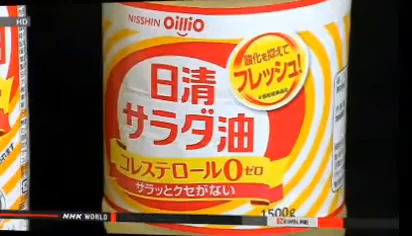 HD
NISSHIN OilliO
酸化を抑えて
フレッシュ!
日清
サラダ油
コレステロール0ゼロ
サラッとクセがない
1500g
NHK WORLD
NEWSLINE